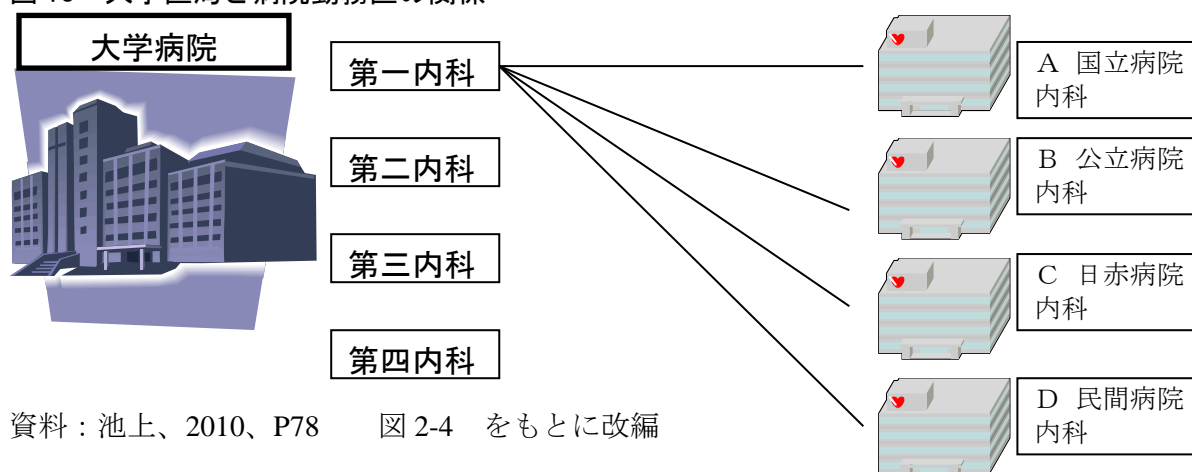 大学病院
第一内科
第二内科
第三内科
第四内科
A 国立病院
内科
B 公立病院
内科
C 日赤病院
内科
D 民間病院
内科
資料：池上、2010、P78　図 2-4　をもとに改編